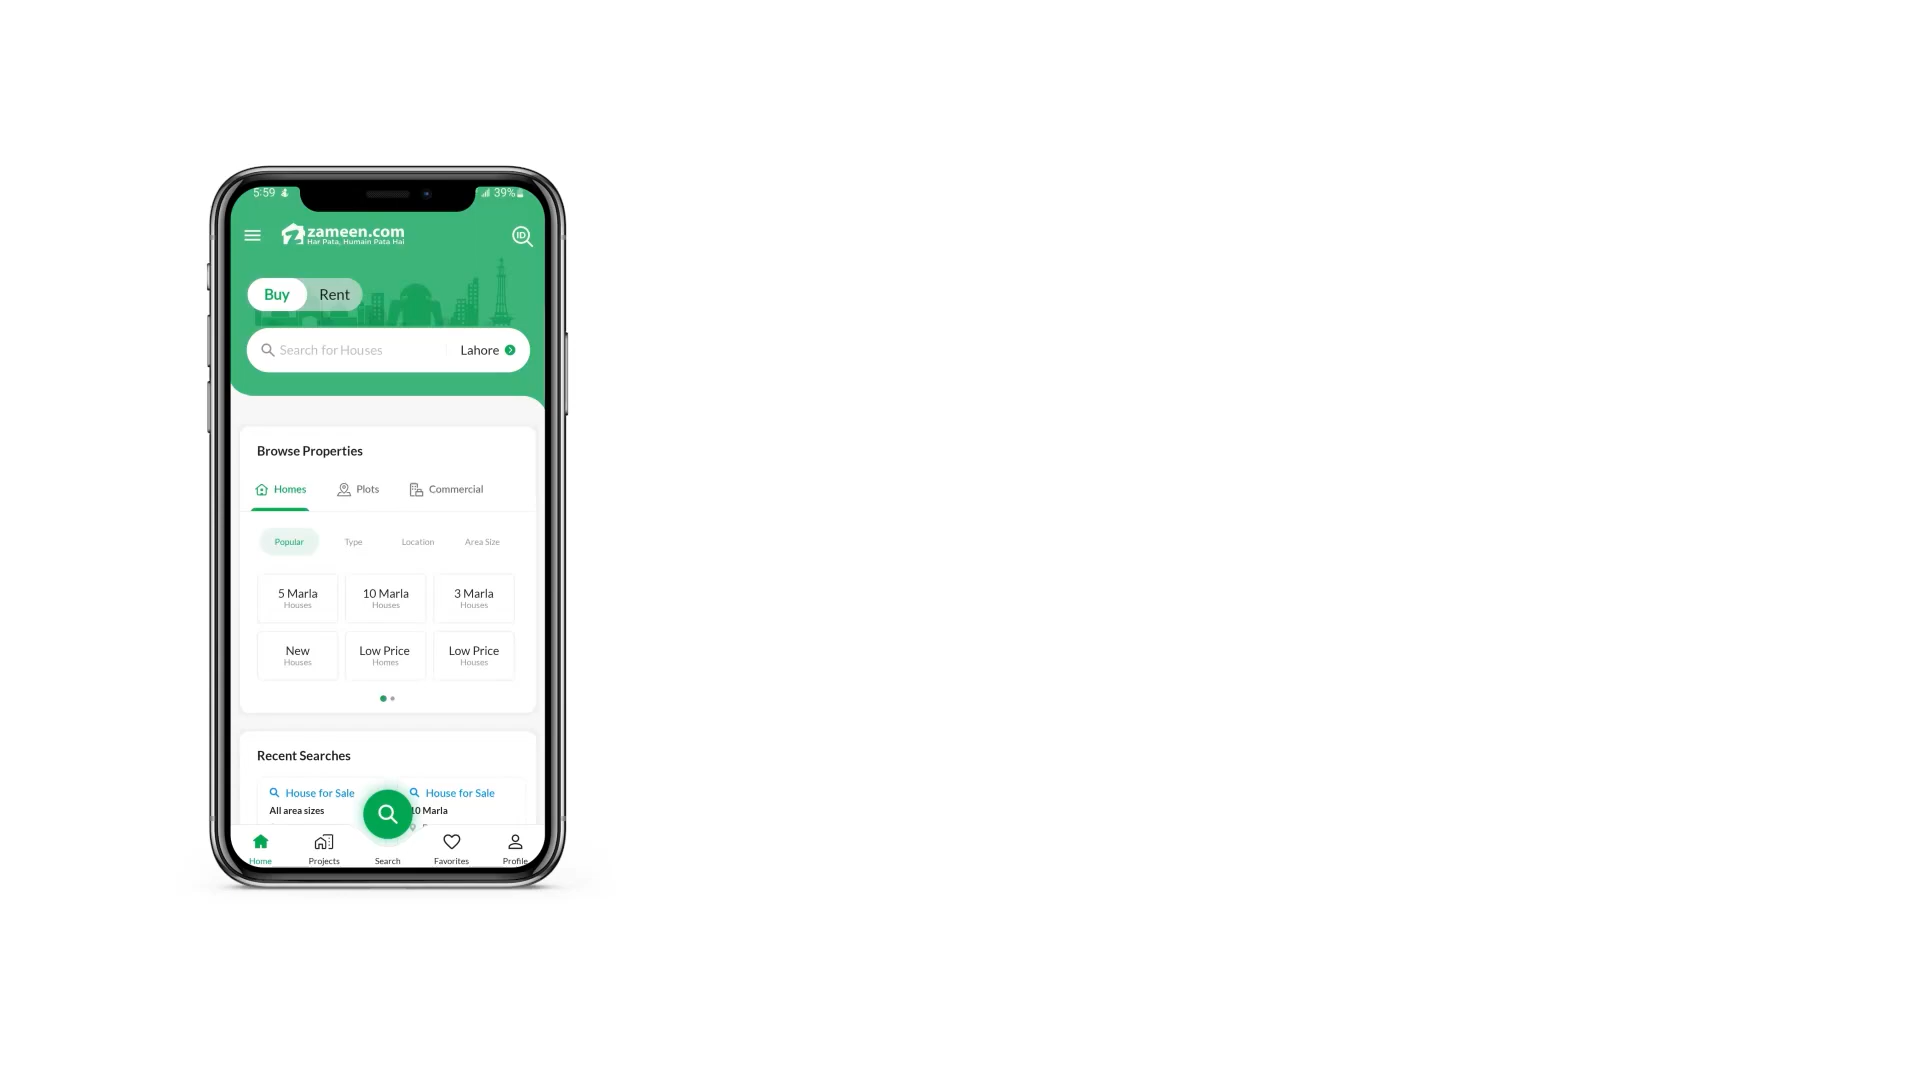 5:59
39%
zameen.com
Har Pata, Humain Pata Hai
ID
Buy Rent
Search for Houses Lahore
Browse Properties
Homes Plots Commercial
Popular Type Location Area Size
5 Marla 10 Marla 3 Marla
Houses Houses Houses
New Low Price Low Price
Houses Homes Houses
Recent Searches
House for Sale House for Sale
All area sizes 10 Marla
Home Projects Search Favorites Profile